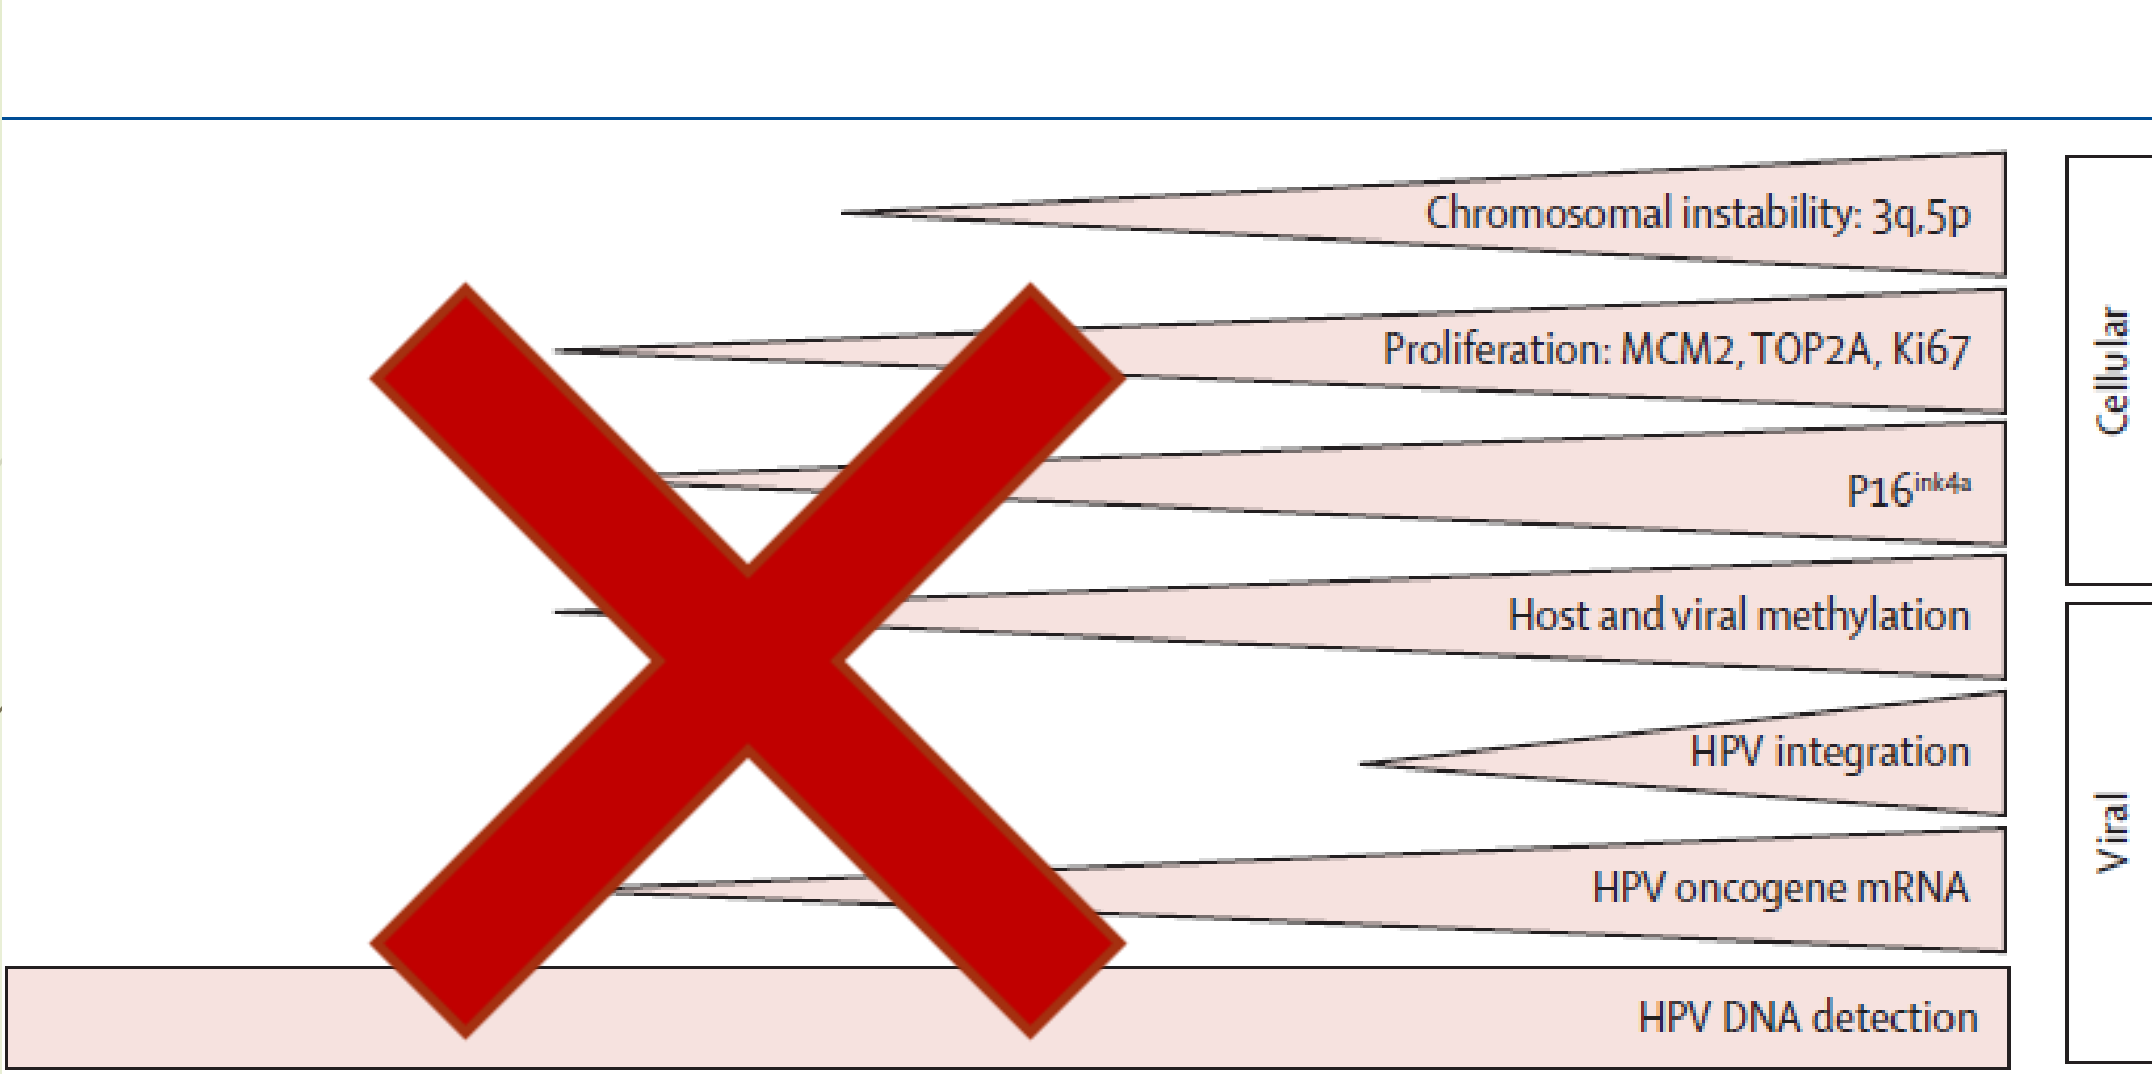 Chromosomal instability: 3q,5p
Proliferation: MCM2, TOP2A, Ki67
P16ink4a
Host and viral methylation
HPV integration
HPV oncogene mRNA
HPV DNA detection
Cellular
Viral